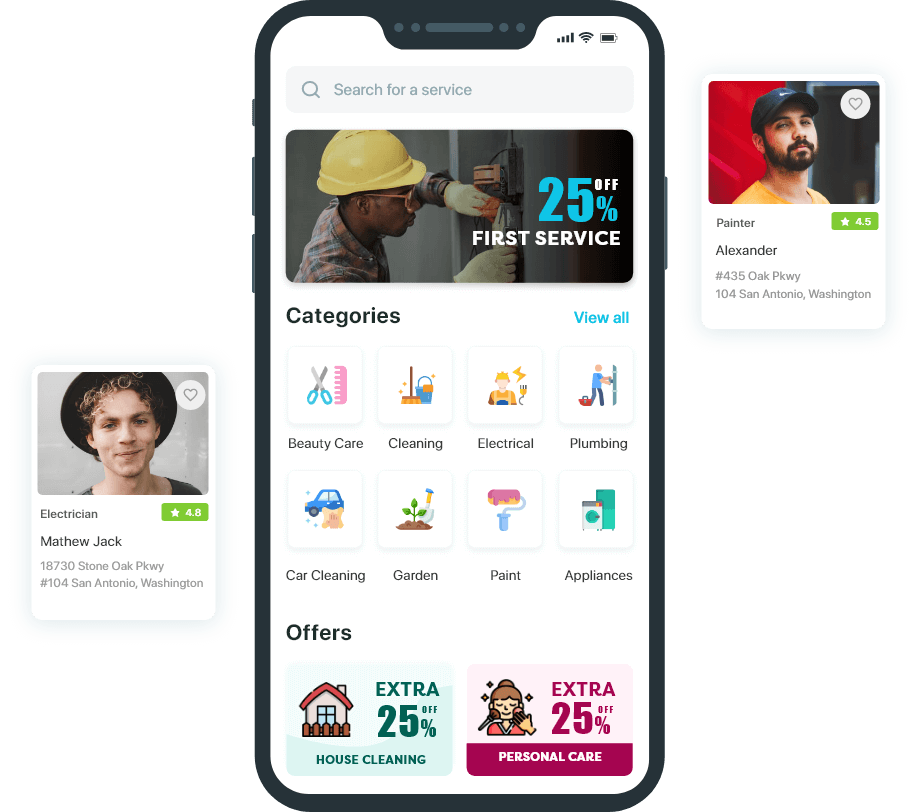 Search for a service
25% OFF
FIRST SERVICE
Categories
View all
Beauty Care
Cleaning
Electrical
Plumbing
Car Cleaning
Garden
Paint
Appliances
Offers
EXTRA
25% OFF
HOUSE CLEANING
EXTRA
25% OFF
PERSONAL CARE
Painter
4.5
Alexander
#435 Oak Pkwy
104 San Antonio, Washington
Electrician
4.8
Mathew Jack
18730 Stone Oak Pkwy
#104 San Antonio, Washington